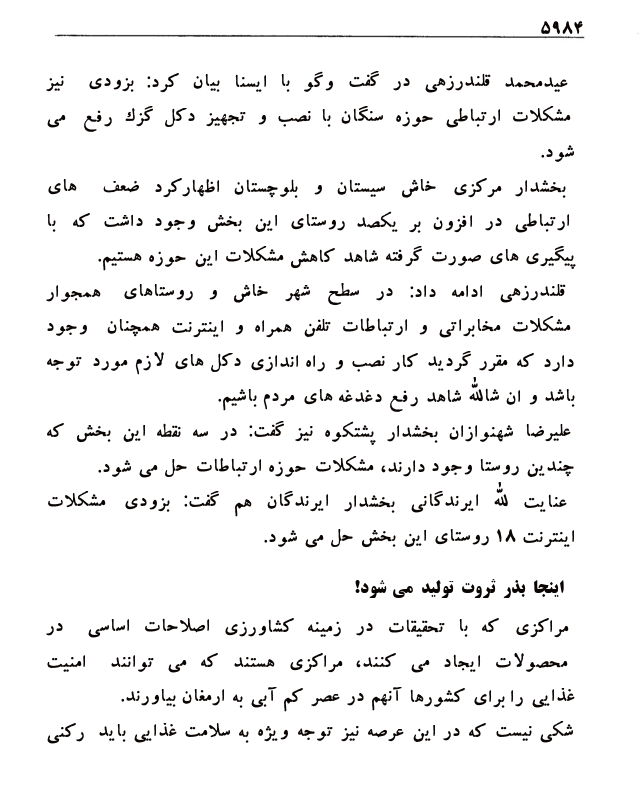 ۵۹۸۴
عیدمحمد قلندرزهی در گفت وگو با ایسنا بیان کرد: بزودی نیز
مشکلات ارتباطی حوزه سنگان با نصب و تجهیز دکل گزك رفع می
شود.
بخشدار مرکزی خاش سیستان و بلوچستان اظهارکرد ضعف های
ارتباطی در افزون بر یکصد روستای این بخش وجود داشت که با
پیگیری های صورت گرفته شاهد کاهش مشکلات این حوزه هستیم.
قلندرزهی ادامه داد: در سطح شهر خاش و روستاهای همجوار
مشکلات مخابراتی و ارتباطات تلفن همراه و اینترنت همچنان وجود
دارد که مقرر گردید کار نصب و راه اندازی دکل های لازم مورد توجه
باشد و ان شالله شاهد رفع دغدغه های مردم باشیم.
علیرضا شهنوازان بخشدار پشتکوه نیز گفت: در سه نقطه این بخش که
چندین روستا وجود دارند، مشکلات حوزه ارتباطات حل می شود.
عنایت لله ایرندگانی بخشدار ایرندگان هم گفت: بزودی مشکلات
اینترنت ۱۸ روستای این بخش حل می شود.
اینجا بذر ثروت تولید می شود!
مراکزی که با تحقیقات در زمینه کشاورزی اصلاحات اساسی در
محصولات ایجاد می کنند، مراکزی هستند که می توانند امنیت
غذایی را برای کشورها آنهم در عصر کم آبی به ارمغان بیاورند.
شکی نیست که در این عرصه نیز توجه ویژه به سلامت غذایی باید رکنی